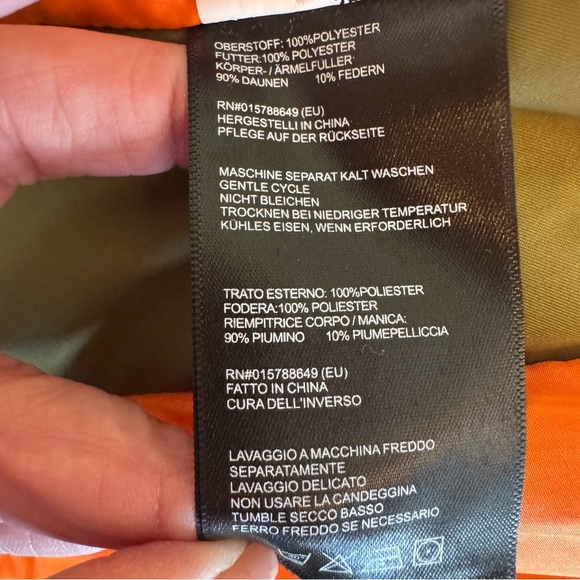 OBERSTOFF: 100%POLYESTER
FUTTER:100% POLYESTER
KÖRPER- / ÄRMELFÜLLER
90% DAUNEN 10% FEDERN
RN#015788649 (EU)
HERGESTELLI IN CHINA
PFLEGE AUF DER RÜCKSEITE
MASCHINE SEPARAT KALT WASCHEN
GENTLE CYCLE
NICHT BLEICHEN
TROCKNEN BEI NIEDRIGER TEMPERATUR
KÜHLES EISEN, WENN ERFORDERLICH
TRATO ESTERNO: 100%POLIESTER
FODERA:100% POLIESTER
RIEMPITRICE CORPO / MANICA:
90% PIUMINO 10% PIUMEPELLICCIA
RN#015788649 (EU)
FATTO IN CHINA
CURA DELL'INVERSO
LAVAGGIO A MACCHINA FREDDO
SEPARATAMENTE
LAVAGGIO DELICATO
NON USARE LA CANDEGGINA
TUMBLE SECCO BASSO
FERRO FREDDO SE NECESSARIO